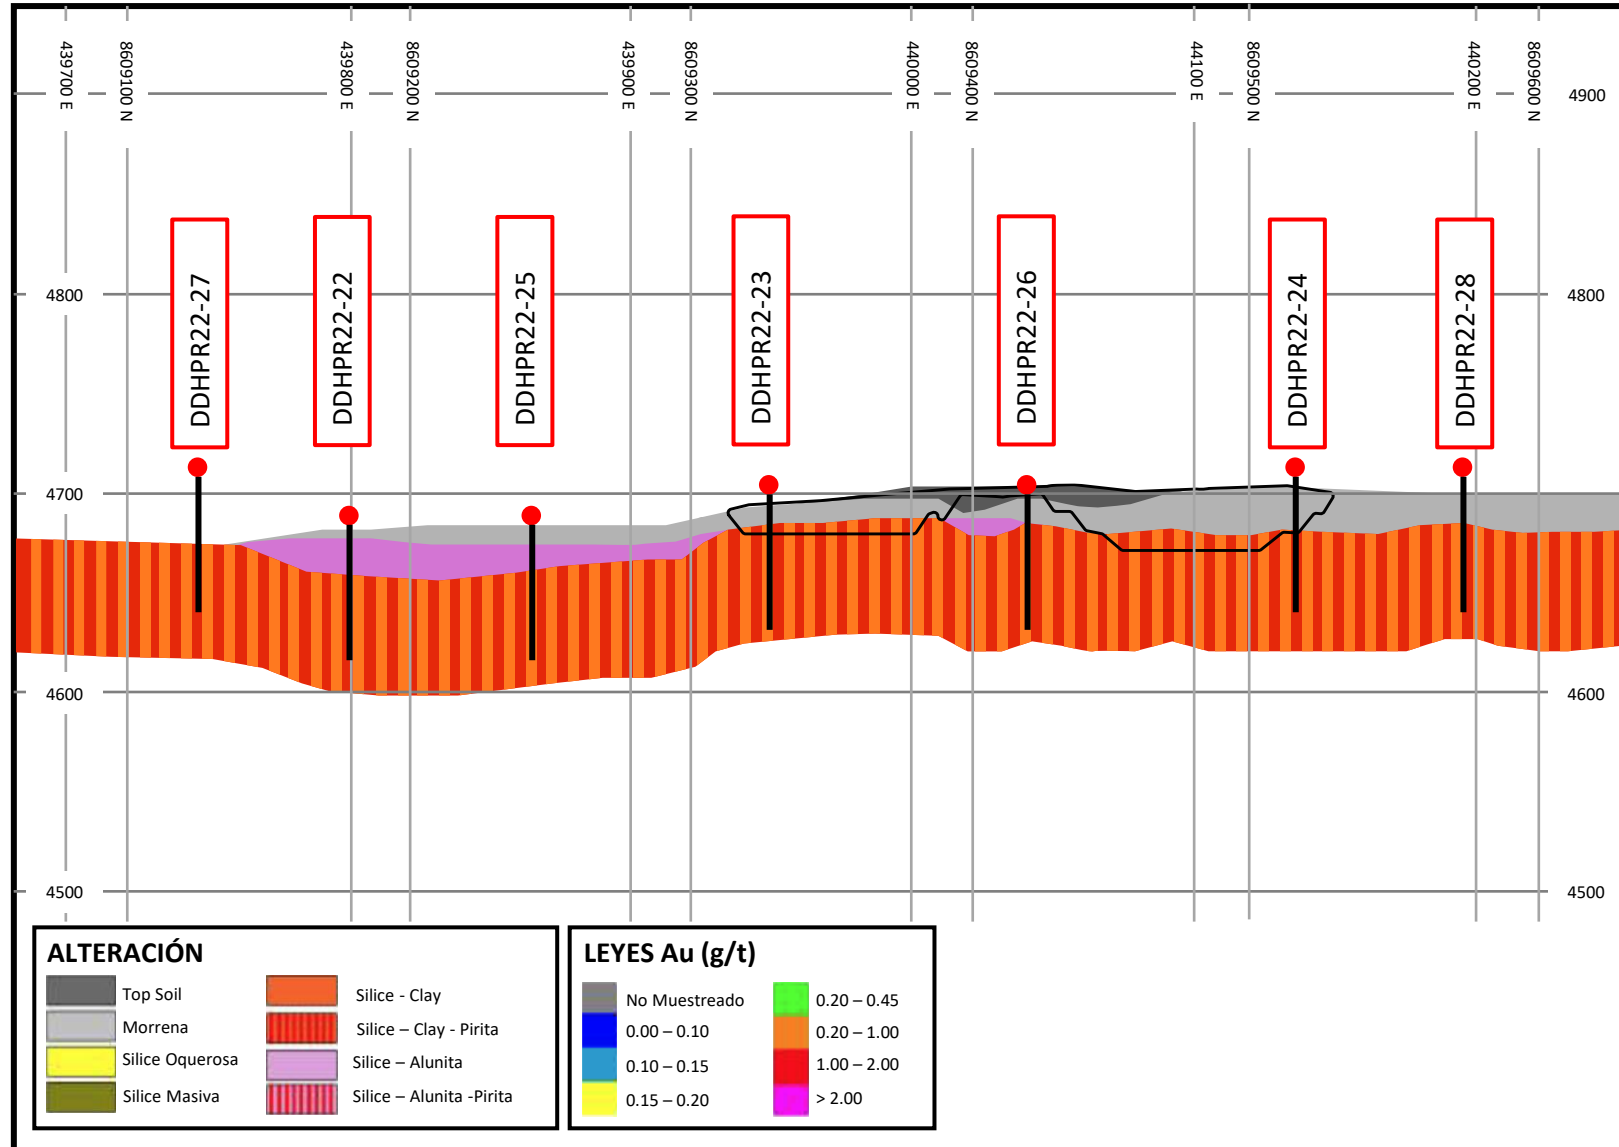 439700 E
8609100 N
439800 E
8609200 N
439900 E
8609300 N
440000 E
8609400 N
44100 E
8609500 N
440200 E
8609600 N
4900
4800
4800
DDHPR22-27
DDHPR22-22
DDHPR22-25
DDHPR22-23
DDHPR22-26
DDHPR22-24
DDHPR22-28
4700
4700
4600
4600
4500
4500
ALTERACIÓN
Top Soil
Morrena
Silice Oquerosa
Silice Masiva
Silice - Clay
Silice – Clay - Pirita
Silice – Alunita
Silice – Alunita -Pirita
LEYES Au (g/t)
No Muestreado
0.00 – 0.10
0.10 – 0.15
0.15 – 0.20
0.20 – 0.45
0.20 – 1.00
1.00 – 2.00
> 2.00